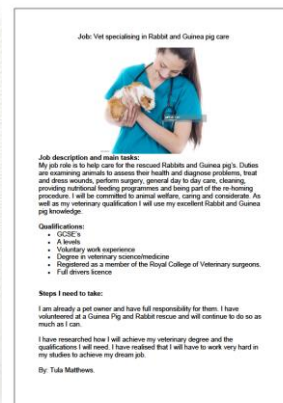 Job: Vet specialising in Rabbit and Guinea pig care
Job description and main tasks:
My job role is to help care for the rescued Rabbits and Guinea pig's. Duties
are examining animals to assess their health and diagnose problems, treat
and dress wounds, perform surgery, general day to day care, cleaning,
providing nutritional feeding programmes and being part of the re-homing
procedure. I will be committed to animal welfare, caring and considerate. As
well as my veterinary qualification I will use my excellent Rabbit and Guinea
pig knowledge.
Qualifications:
• GCSE's
• A levels
• Voluntary work experience
• Degree in veterinary science/medicine
• Registered as a member of the Royal College of Veterinary surgeons.
• Full drivers licence
Steps I need to take:
I am already a pet owner and have full responsibility for them. I have
volunteered at a Guinea Pig and Rabbit rescue and will continue to do so as
much as I can.
I have researched how I will achieve my veterinary degree and the
qualifications I will need. I have realised that I will have to work very hard in
my studies to achieve my dream job.
By: Tula Matthews.